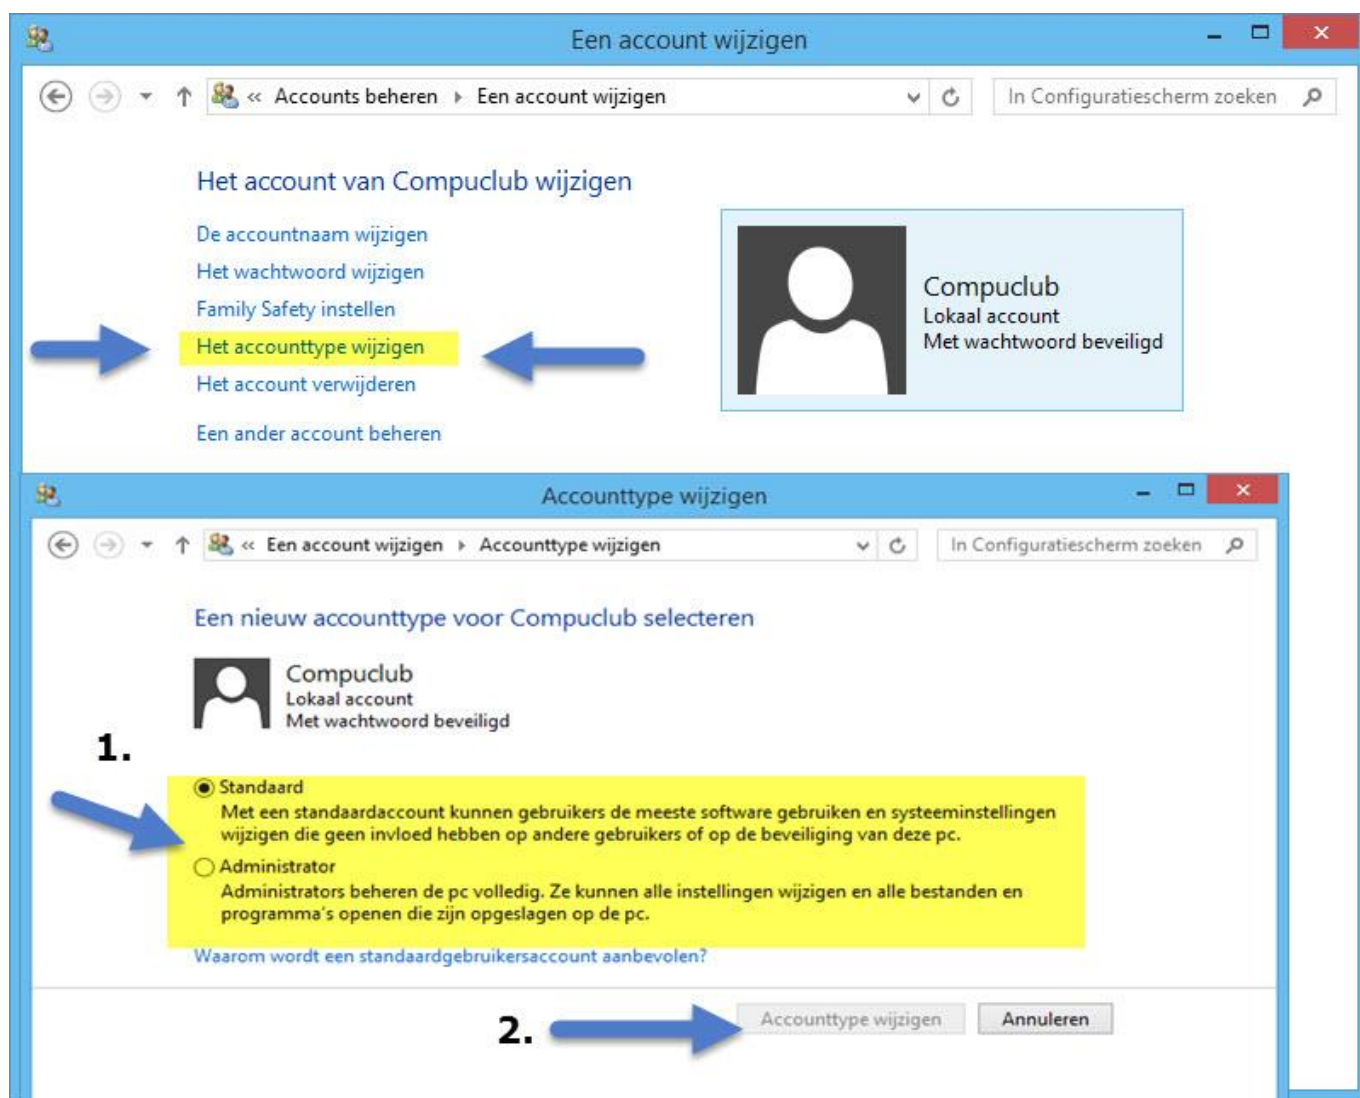 Een account wijzigen
« Accounts beheren Een account wijzigen
In Configuratiescherm zoeken
Het account van Compuclub wijzigen
De accountnaam wijzigen
Het wachtwoord wijzigen
Family Safety instellen
Het accounttype wijzigen
Het account verwijderen
Een ander account beheren
Compuclub
Lokaal account
Met wachtwoord beveiligd
Accounttype wijzigen
« Een account wijzigen Accounttype wijzigen
In Configuratiescherm zoeken
Een nieuw accounttype voor Compuclub selecteren
Compuclub
Lokaal account
Met wachtwoord beveiligd
1.
Standaard
Met een standaardaccount kunnen gebruikers de meeste software gebruiken en systeeminstellingen
wijzigen die geen invloed hebben op andere gebruikers of op de beveiliging van deze pc.
Administrator
Administrators beheren de pc volledig. Ze kunnen alle instellingen wijzigen en alle bestanden en
programma's openen die zijn opgeslagen op de pc.
Waarom wordt een standaardgebruikersaccount aanbevolen?
2.
Accounttype wijzigen
Annuleren